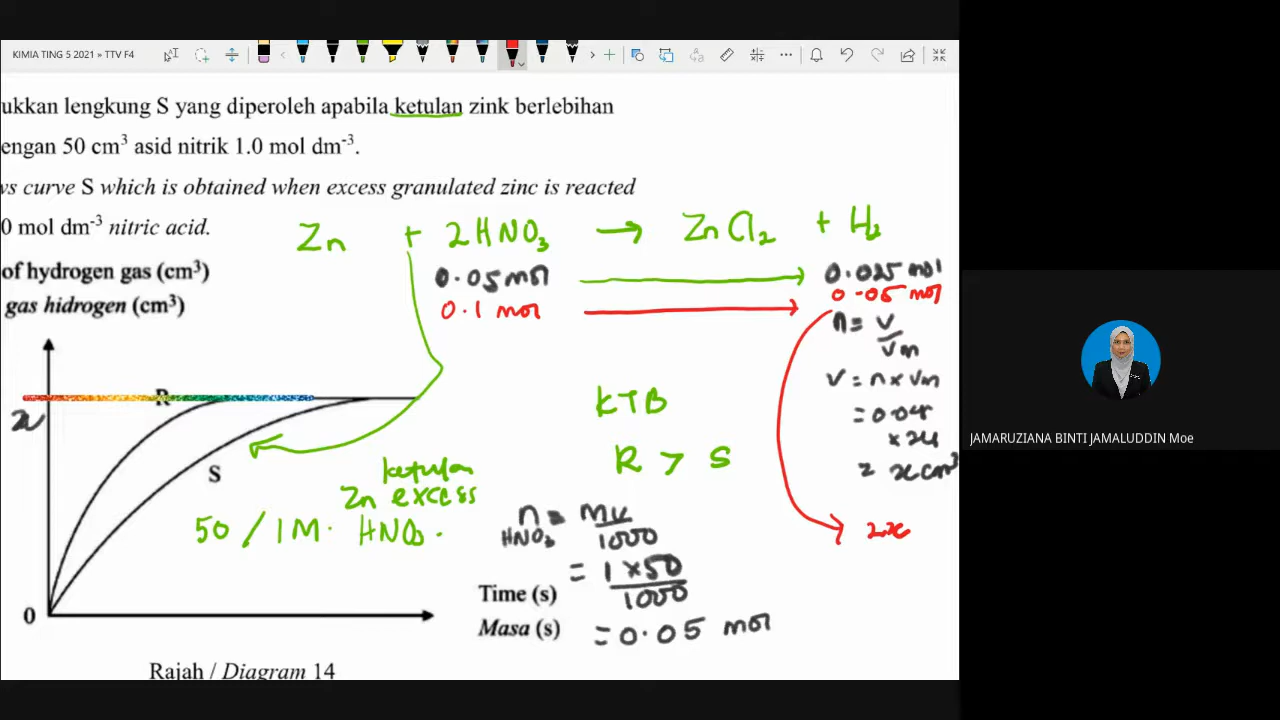 KIMIA TING 5 2021 » TTV F4
ukkan lengkung S yang diperoleh apabila ketulan zink berlebihan
engan 50 cm³ asid nitrik 1.0 mol dm⁻³.
ws curve S which is obtained when excess granulated zinc is reacted
0 mol dm⁻³ nitric acid.
Zn + 2HNO₃ → ZnCl₂ + H₂
of hydrogen gas (cm³)
gas hidrogen (cm³)
0.05 mol
0.025 mol
0.1 mol
0.05 mol
n = V/Vm
V = n x Vm
x 24
= x cm³
2x
R
x
S
KTB
R > S
ketulan
Zn excess
50 / 1M. HNO₃.
n = MV/1000
HNO₃
= 1 x 50/1000
= 0.05 mol
Time (s)
Masa (s)
0
Rajah / Diagram 14
JAMARUZIANA BINTI JAMALUDDIN Moe